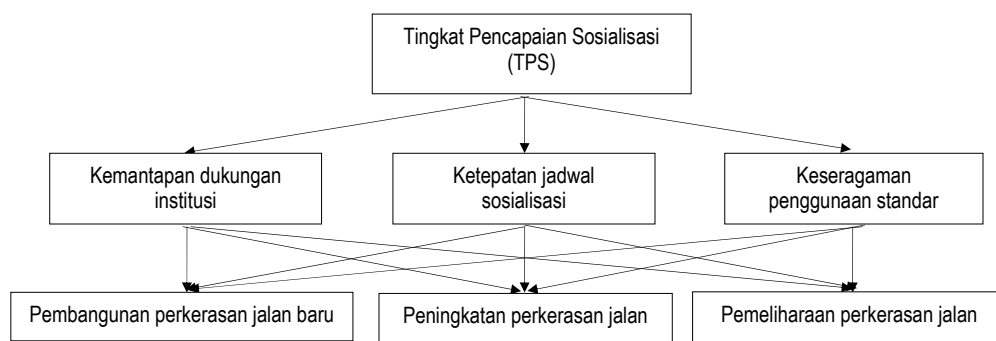 Tingkat Pencapaian Sosialisasi
(TPS)
Kemantapan dukungan
institusi
Ketepatan jadwal
sosialisasi
Keseragaman
penggunaan standar
Pembangunan perkerasan jalan baru
Peningkatan perkerasan jalan
Pemeliharaan perkerasan jalan